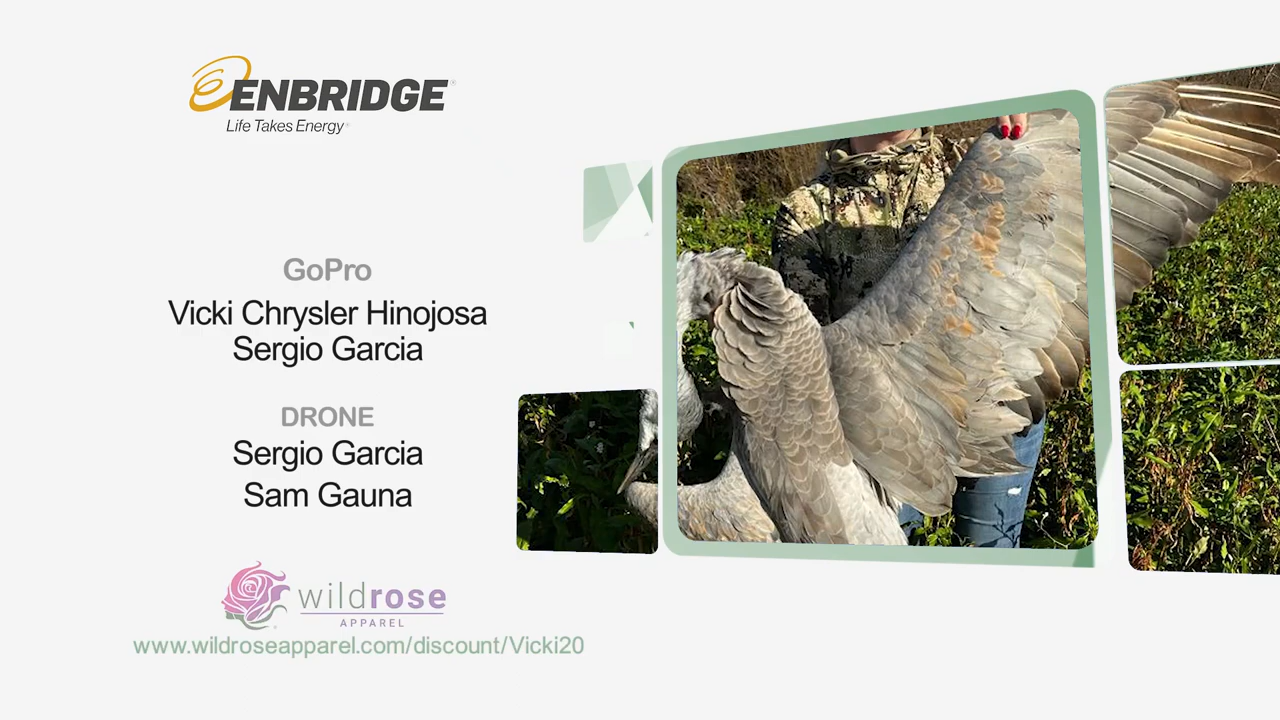 ENBRIDGE
Life Takes Energy
GoPro
Vicki Chrysler Hinojosa
Sergio Garcia
DRONE
Sergio Garcia
Sam Gauna
wildrose
APPAREL
www.wildroseapparel.com/discount/Vicki20